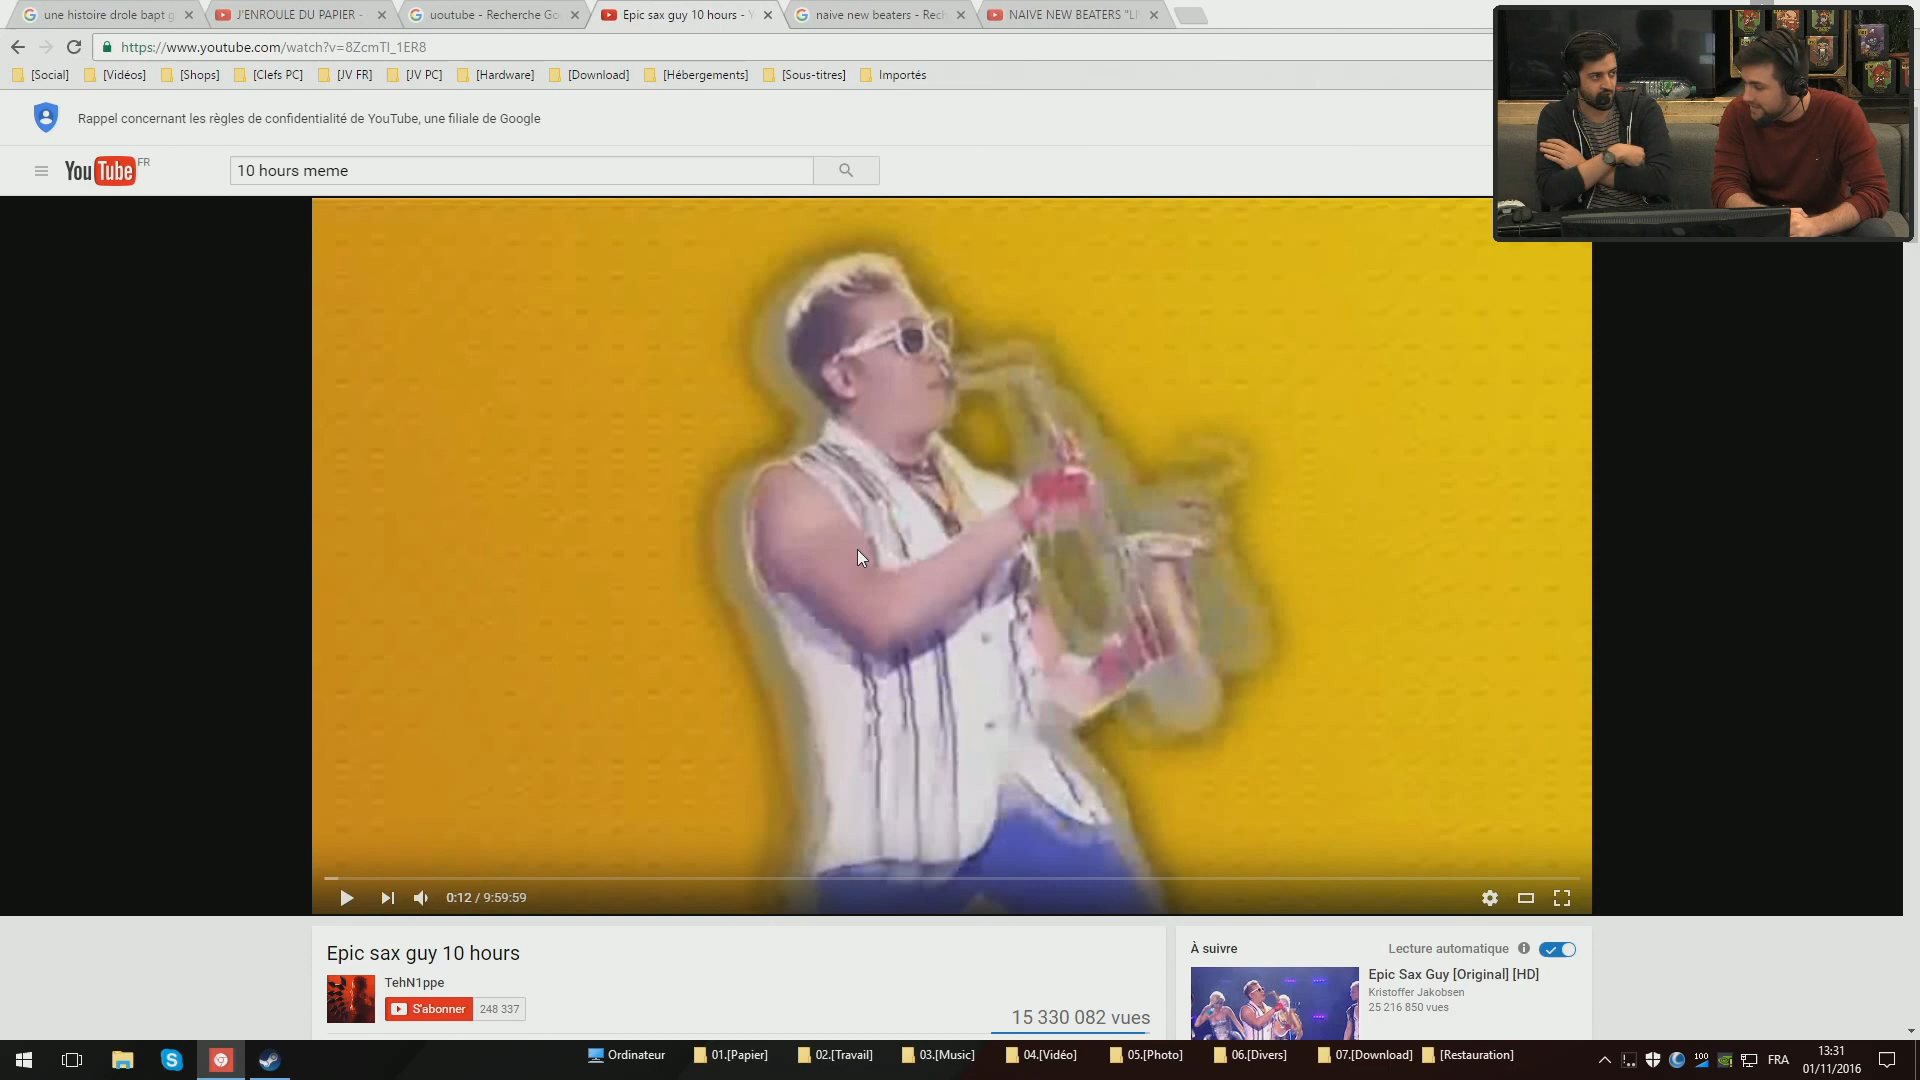 une histoire drole bapt g
J'ENROULE DU PAPIER -
uoutube - Recherche Go
Epic sax guy 10 hours - Y
naive new beaters - Rech
NAIVE NEW BEATERS "LI
https://www.youtube.com/watch?v=8ZcmTI_1ER8
[Social] [Vidéos] [Shops] [Clefs PC] [JV FR] [JV PC] [Hardware] [Download] [Hébergements] [Sous-titres] Importés
Rappel concernant les règles de confidentialité de YouTube, une filiale de Google
YouTube FR
10 hours meme
0:12 / 9:59:59
Epic sax guy 10 hours
TehN1ppe
S'abonner 248 337
15 330 082 vues
À suivre
Lecture automatique
Epic Sax Guy [Original] [HD]
Kristoffer Jakobsen
25 216 850 vues
Ordinateur 01.[Papier] 02.[Travail] 03.[Music] 04.[Vidéo] 05.[Photo] 06.[Divers] 07.[Download] [Restauration]
100
FRA
13:31
01/11/2016